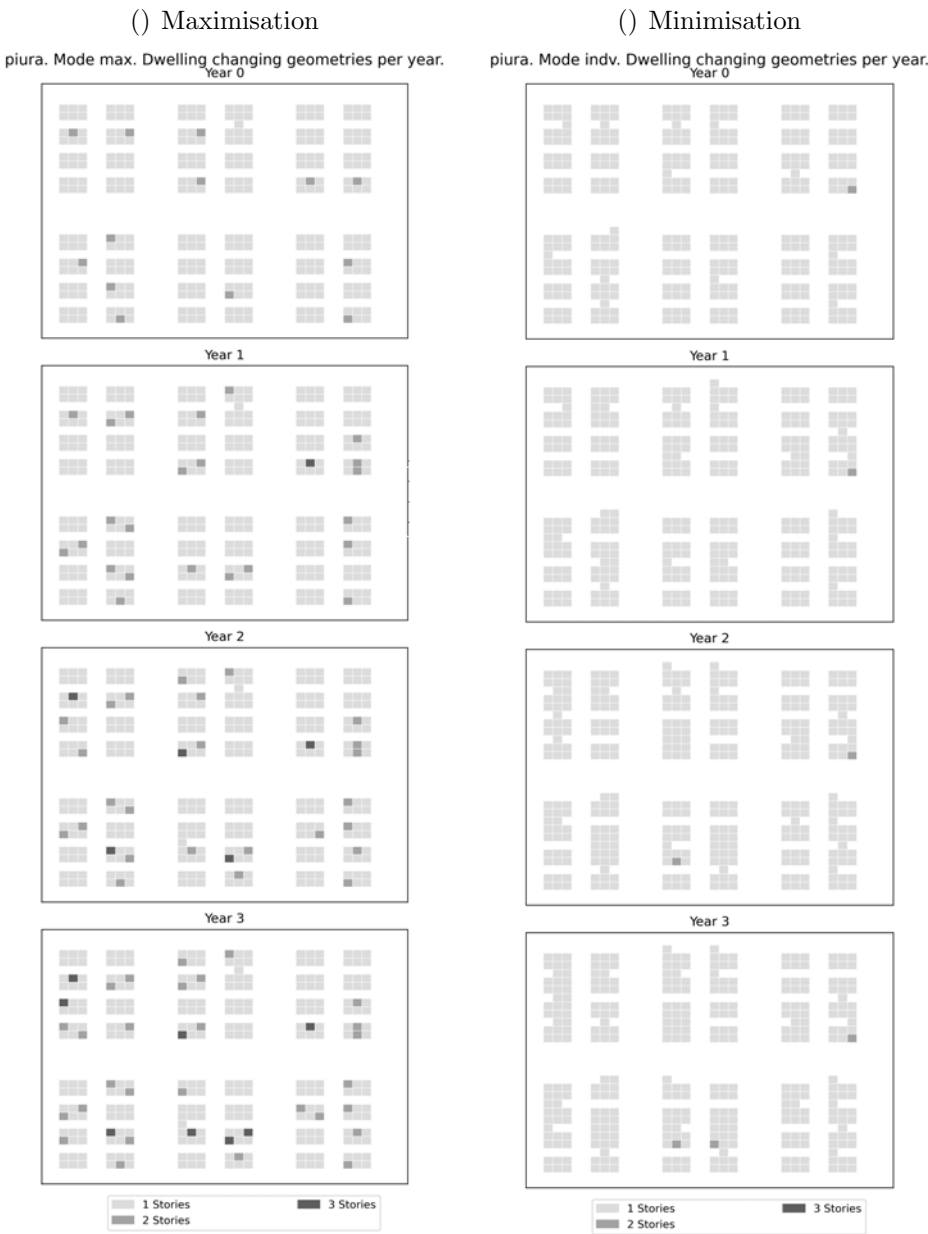 () Maximisation
piura. Mode max. Dwelling changing geometries per year.
Year 0
Year 1
Year 2
Year 3
1 Stories
2 Stories
3 Stories
() Minimisation
piura. Mode indv. Dwelling changing geometries per year.
Year 0
Year 1
Year 2
Year 3
1 Stories
2 Stories
3 Stories